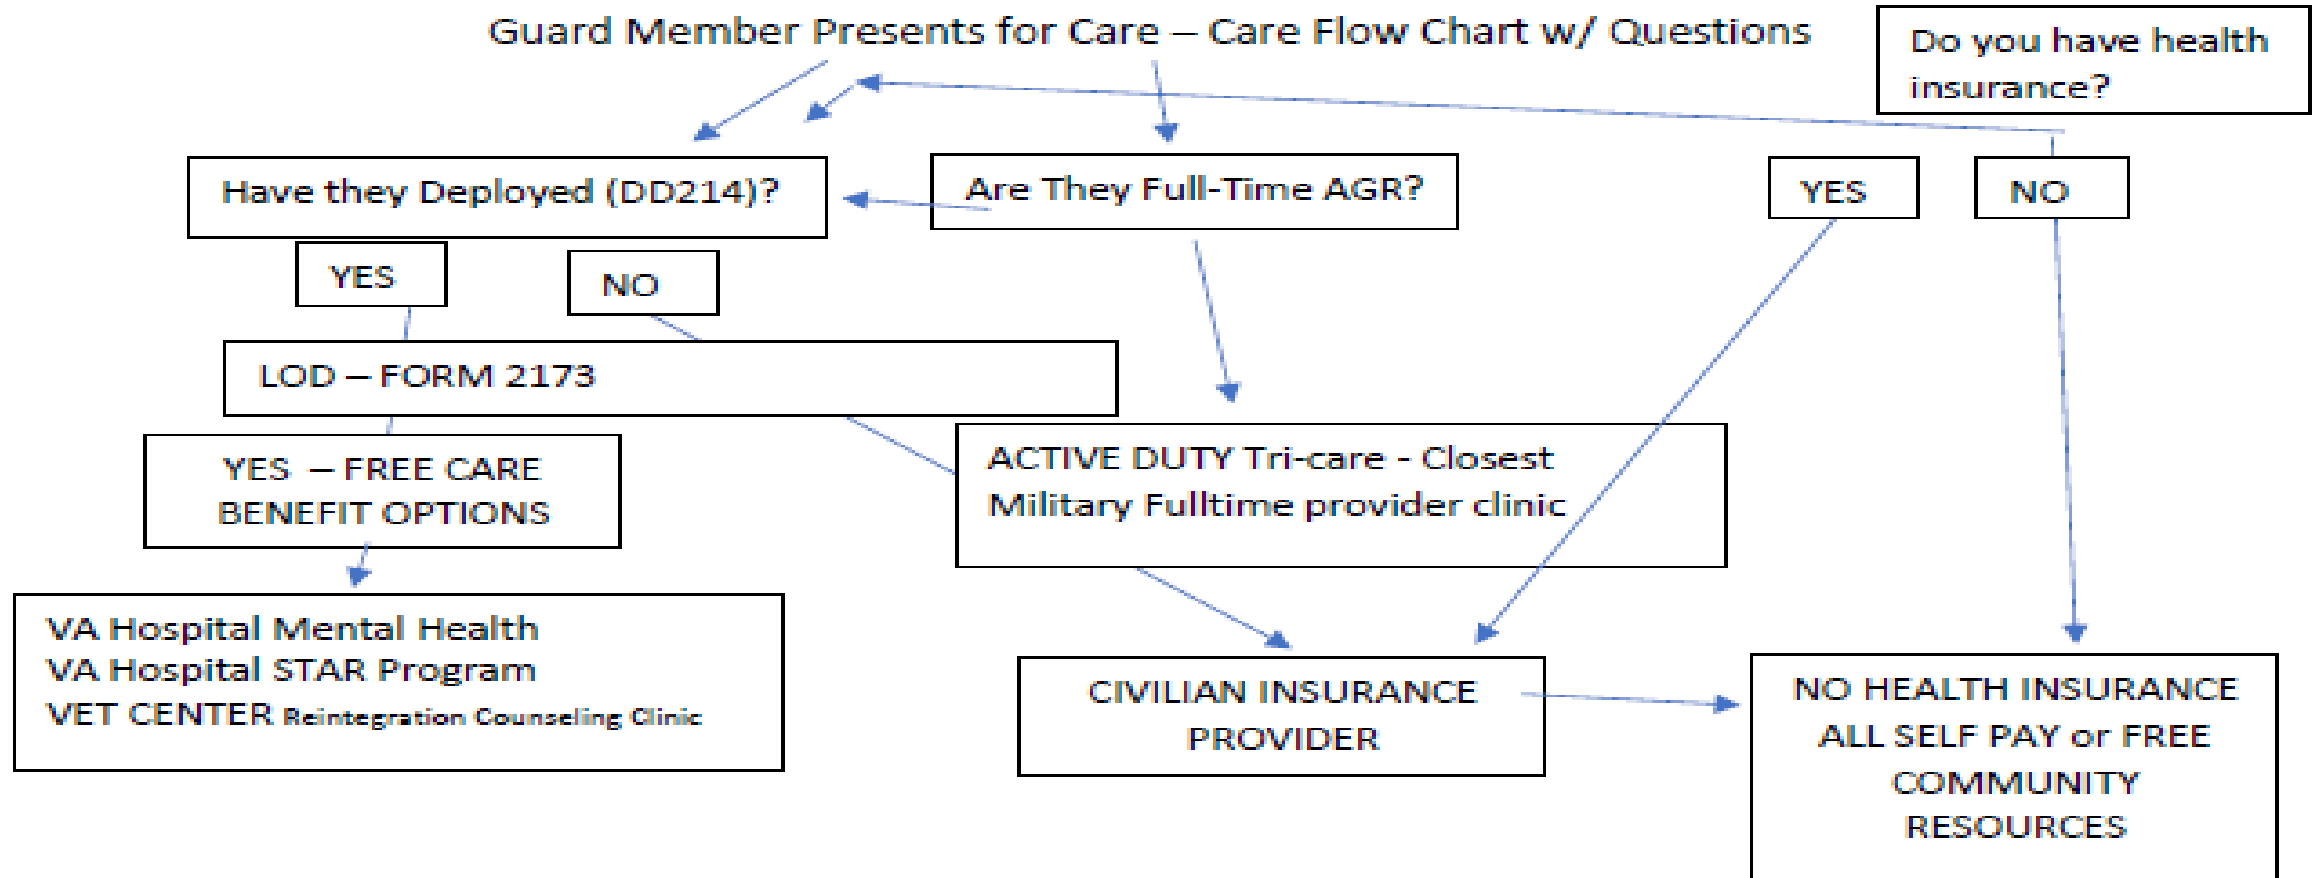 Guard Member Presents for Care – Care Flow Chart w/ Questions
Do you have health
insurance?
Have they Deployed (DD214)?
Are They Full-Time AGR?
YES
NO
YES
NO
LOD – FORM 2173
YES – FREE CARE
BENEFIT OPTIONS
ACTIVE DUTY Tri-care - Closest
Military Fulltime provider clinic
VA Hospital Mental Health
VA Hospital STAR Program
VET CENTER Reintegration Counseling Clinic
CIVILIAN INSURANCE
PROVIDER
NO HEALTH INSURANCE
ALL SELF PAY or FREE
COMMUNITY
RESOURCES